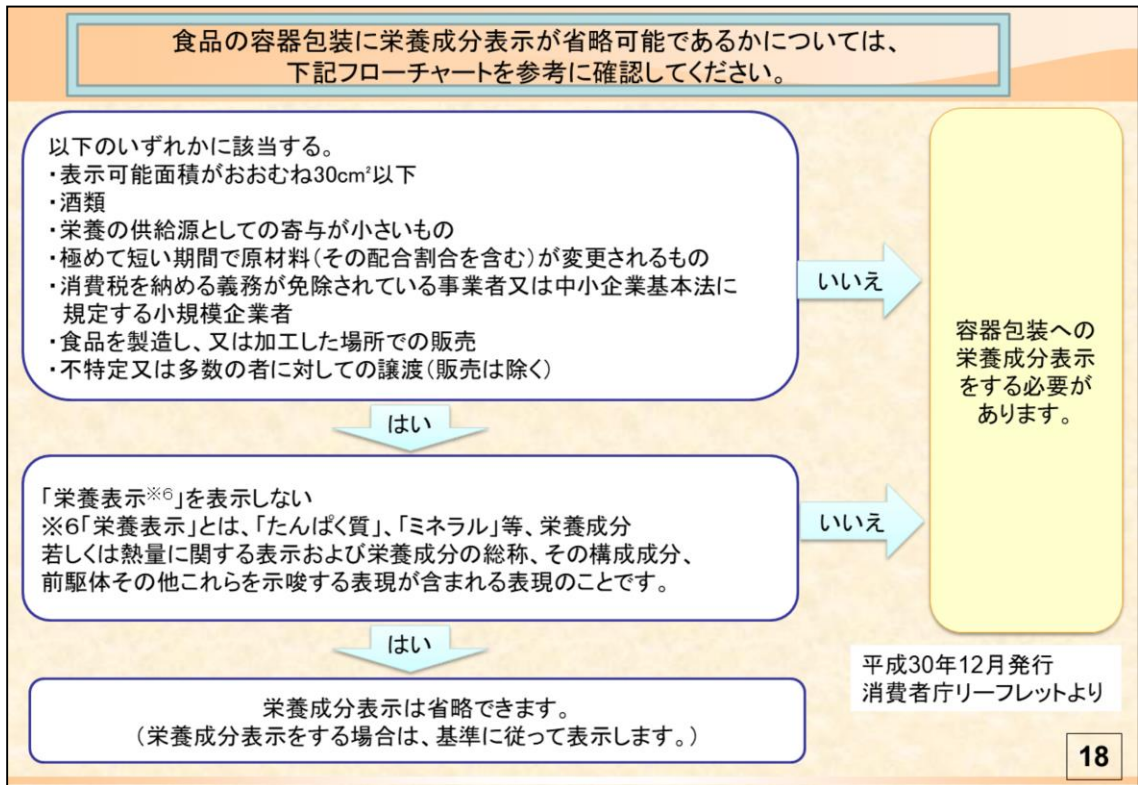 食品の容器包装に栄養成分表示が省略可能であるかについては、
下記フローチャートを参考に確認してください。
以下のいずれかに該当する。
・表示可能面積がおおむね30cm²以下
・酒類
・栄養の供給源としての寄与が小さいもの
・極めて短い期間で原材料(その配合割合を含む)が変更されるもの
・消費税を納める義務が免除されている事業者又は中小企業基本法に
規定する小規模企業者
・食品を製造し、又は加工した場所での販売
・不特定又は多数の者に対しての譲渡(販売は除く)
いいえ
容器包装への
栄養成分表示
をする必要が
あります。
はい
「栄養表示※6」を表示しない
※6「栄養表示」とは、「たんぱく質」、「ミネラル」等、栄養成分
若しくは熱量に関する表示および栄養成分の総称、その構成成分、
前駆体その他これらを示唆する表現が含まれる表現のことです。
いいえ
はい
栄養成分表示は省略できます。
(栄養成分表示をする場合は、基準に従って表示します。)
平成30年12月発行
消費者庁リーフレットより
18